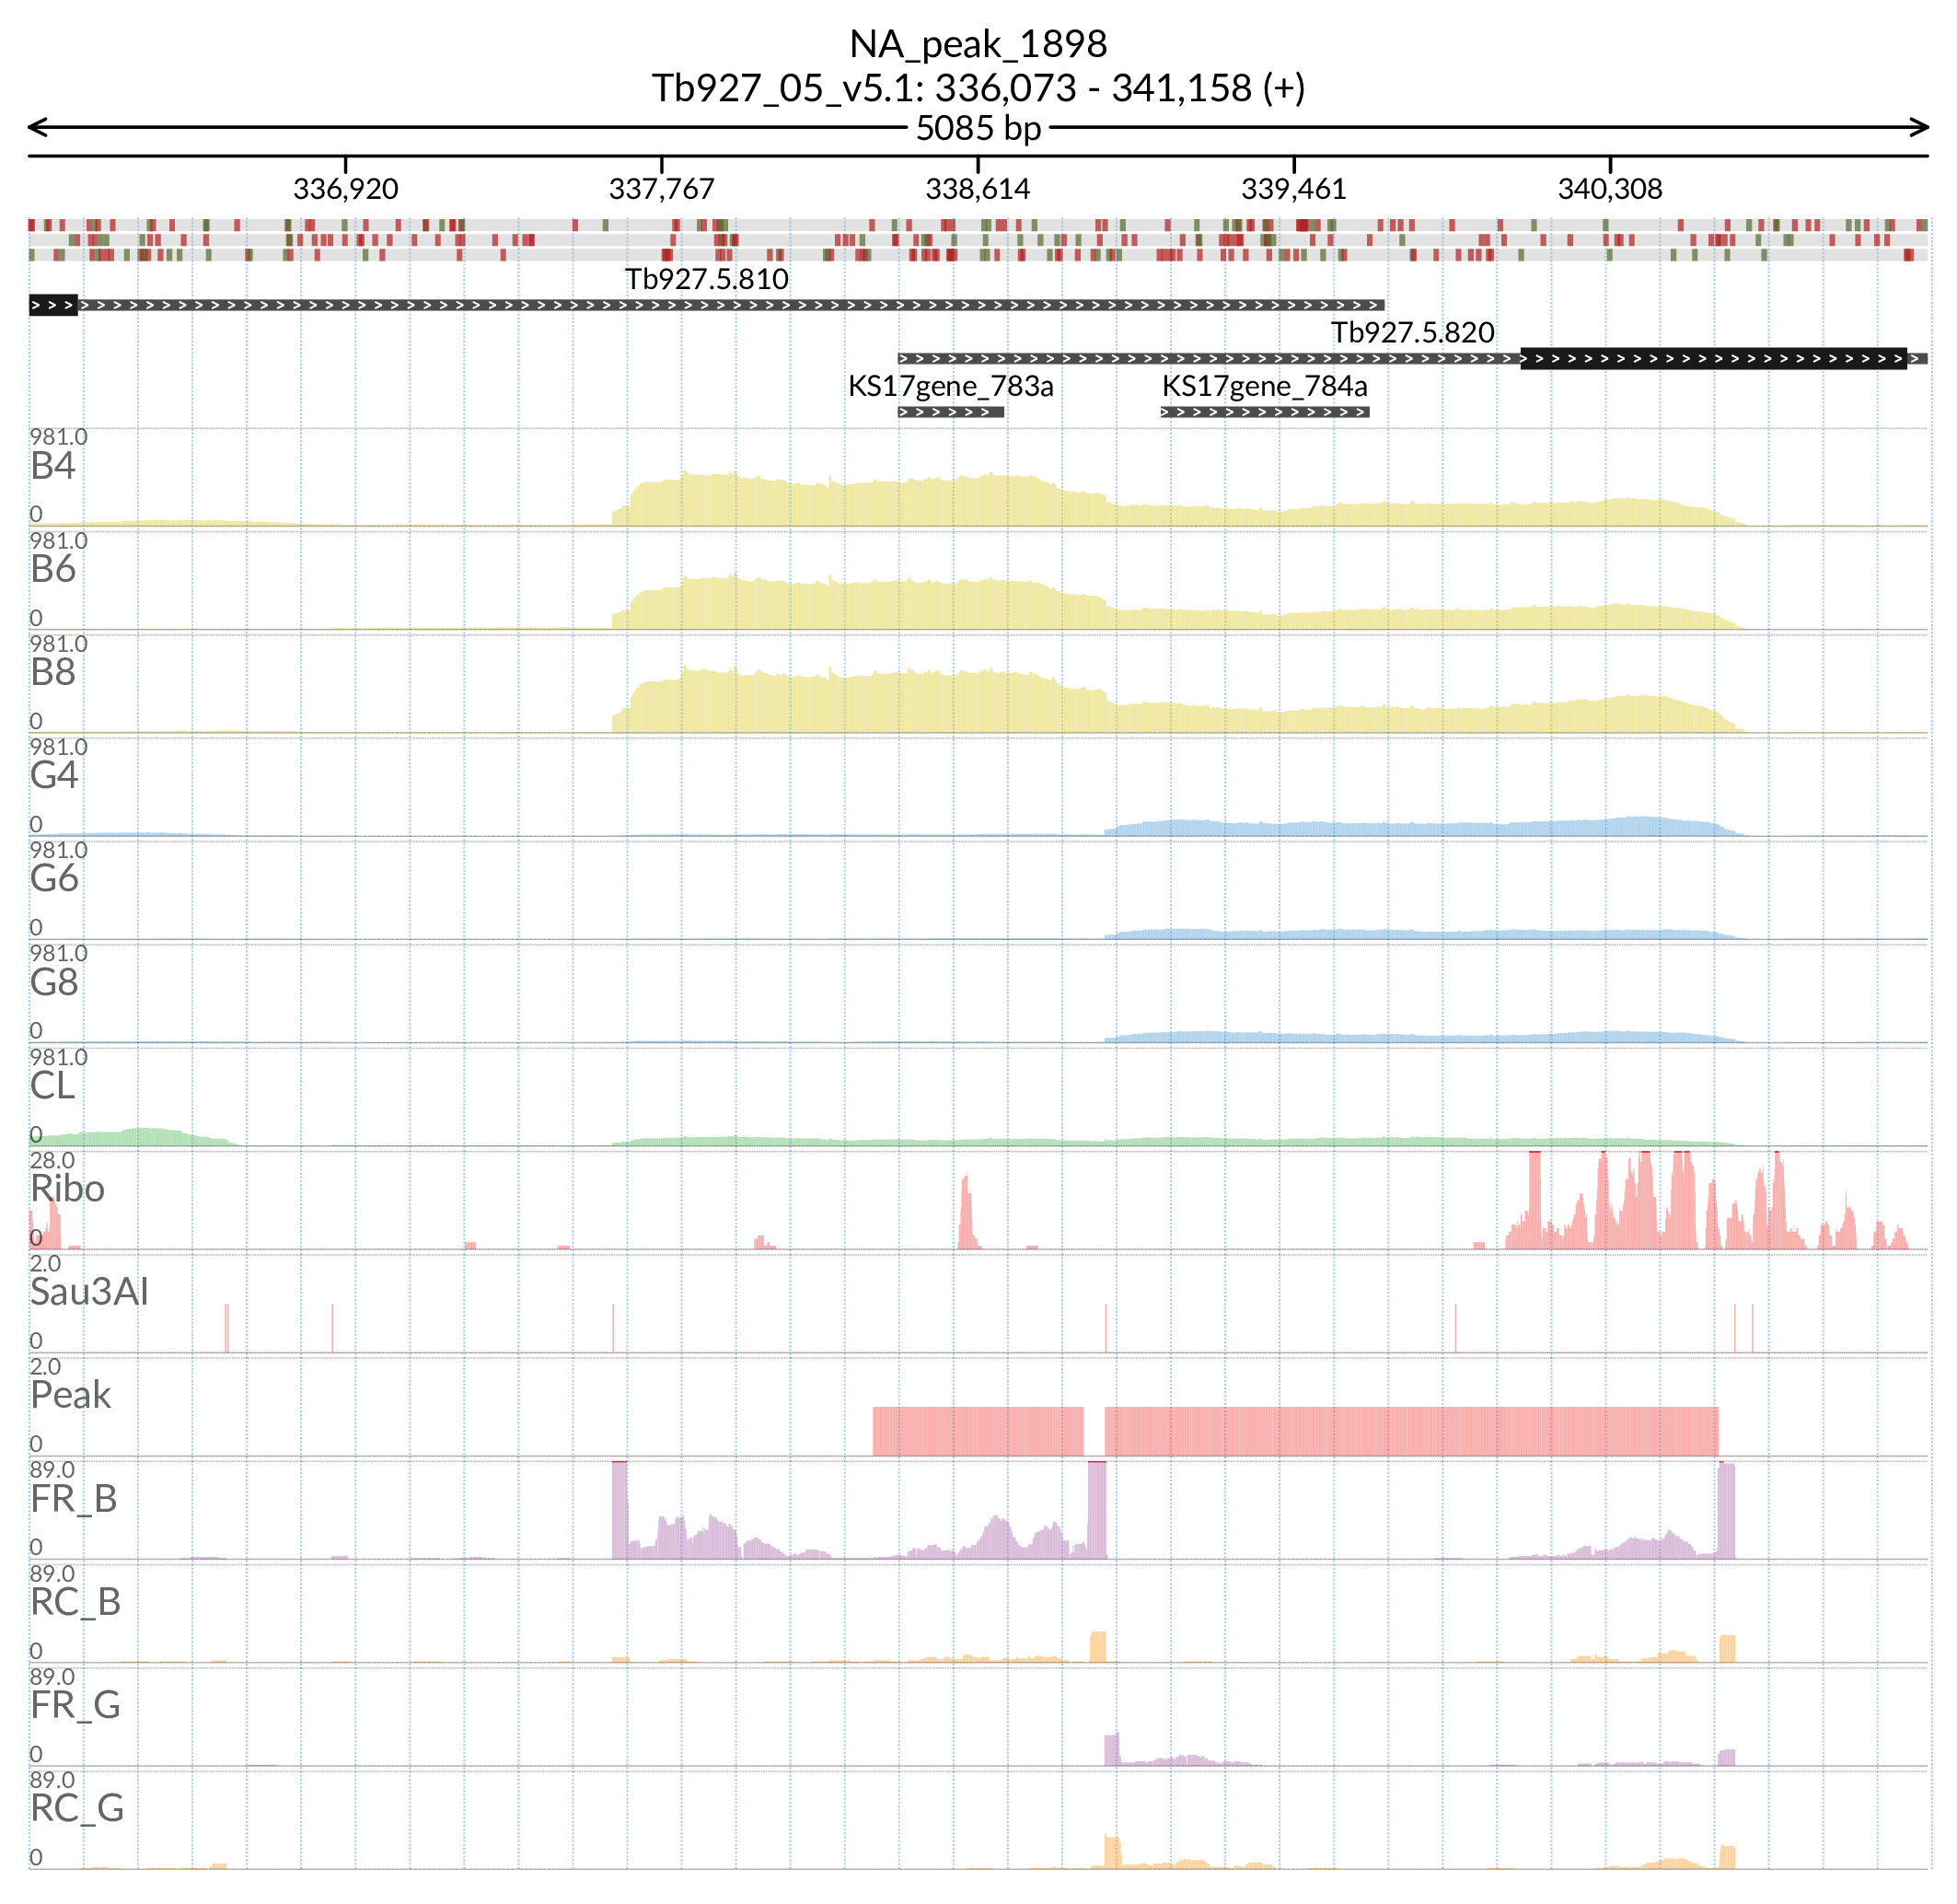 NA_peak_1898
Tb927_05_v5.1: 336,073 - 341,158 (+)
5085 bp
336,920 337,767 338,614 339,461 340,308
Tb927.5.810
Tb927.5.820
KS17gene_783a KS17gene_784a
981.0
B4
0
981.0
B6
0
981.0
B8
0
981.0
G4
0
981.0
G6
0
981.0
G8
0
981.0
CL
0
28.0
Ribo
0
2.0
Sau3AI
0
2.0
Peak
0
89.0
FR_B
0
89.0
RC_B
0
89.0
FR_G
0
89.0
RC_G
0